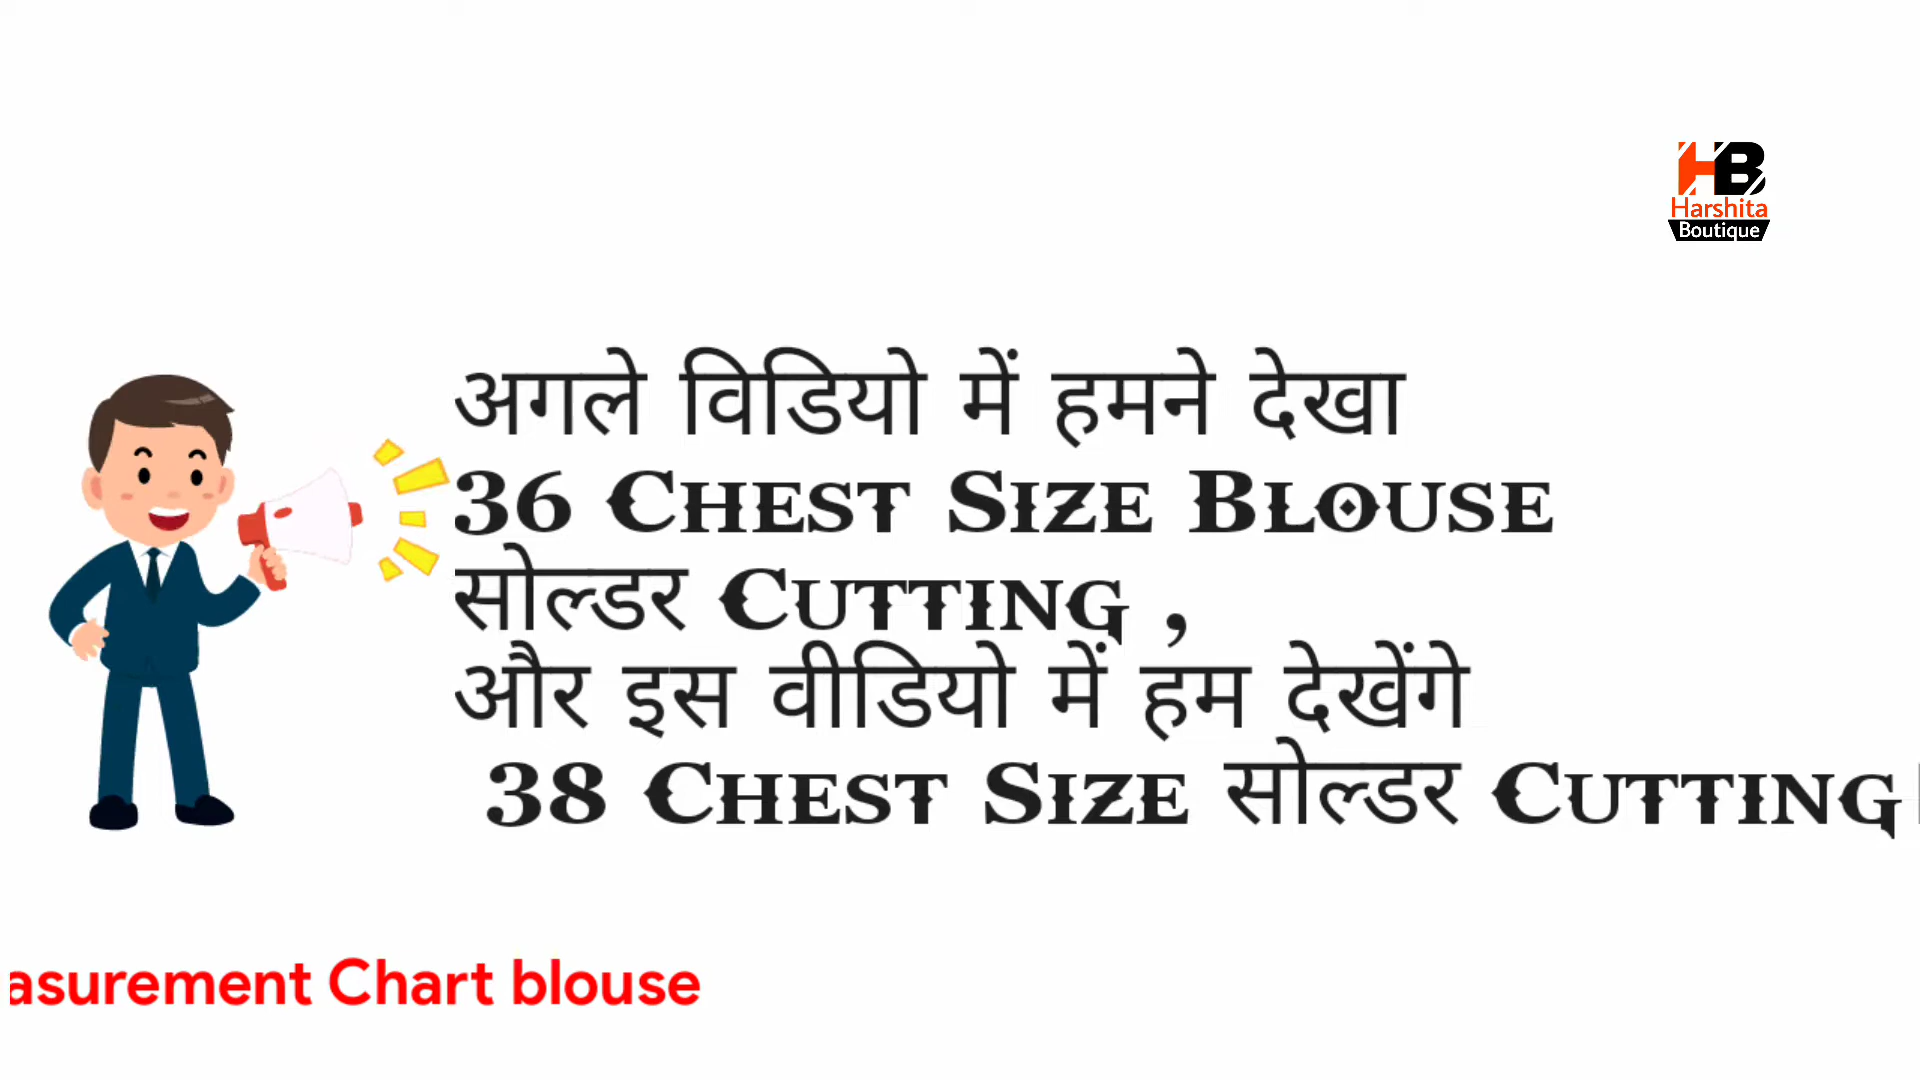 HB
Harshita
Boutique
अगले विडियो में हमने देखा
36 Chest Size Blouse
सोल्डर Cutting ,
और इस वीडियो में हम देखेंगे
38 Chest Size सोल्डर Cutting
asurement Chart blouse